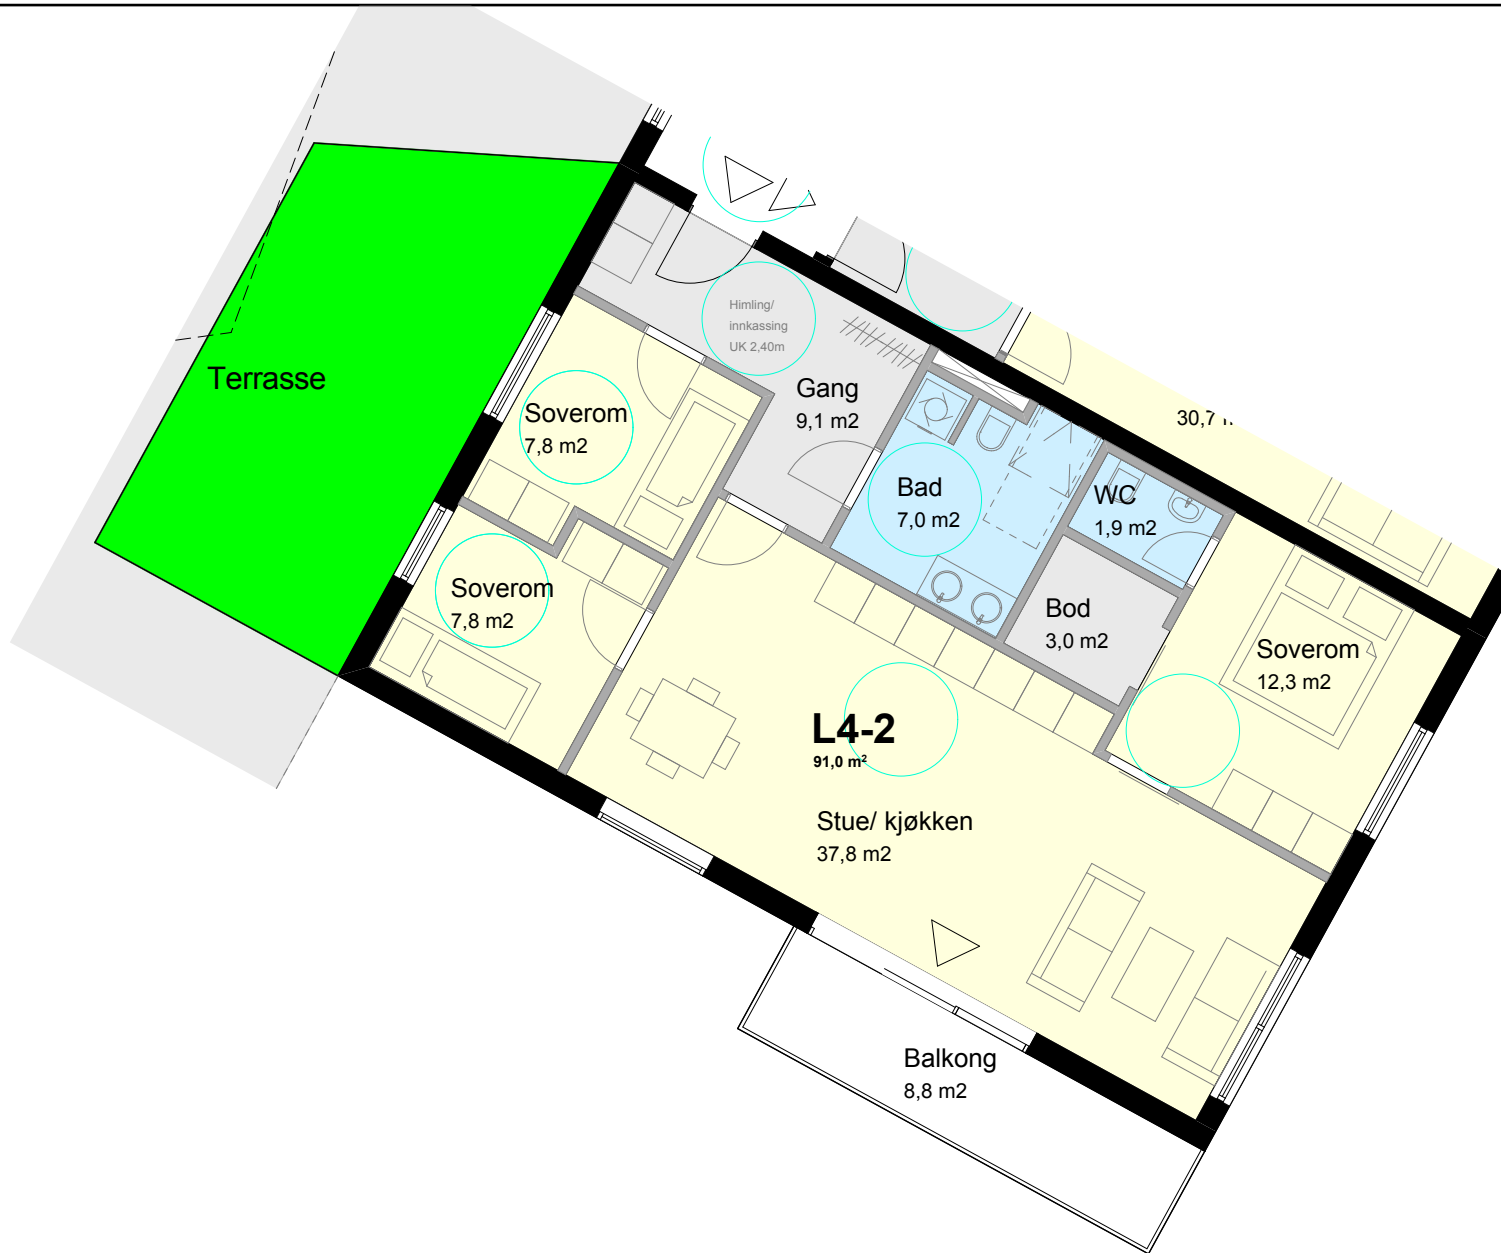 Terrasse
Himling/
innkassing
UK 2,40m
Gang
9,1 m2
Soverom
7,8 m2
Soverom
7,8 m2
Bad
7,0 m2
WC
1,9 m2
Bod
3,0 m2
Soverom
12,3 m2
30,7
L4-2
91,0 m²
Stue/ kjøkken
37,8 m2
Balkong
8,8 m2